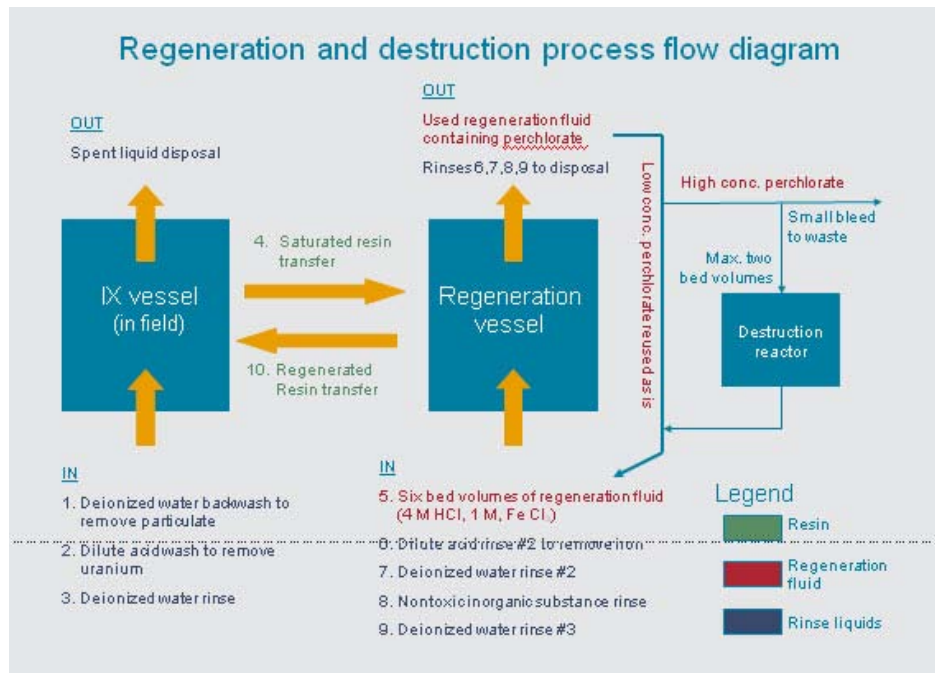 Regeneration and destruction process flow diagram
OUT
Spent liquid disposal
OUT
Used regeneration fluid
containing perchlorate
Rinses 6,7,8,9 to disposal
Low conc. perchlorate reused as is
High conc. perchlorate
Small bleed
to waste
Max. two
bed volumes
IX vessel
(in field)
4. Saturated resin
transfer
10. Regenerated
Resin transfer
Regeneration
vessel
Destruction
reactor
IN
1. Deionized water backwash to
remove particulate
2. Dilute acid wash to remove
uranium
3. Deionized water rinse
IN
5. Six bed volumes of regeneration fluid
(4 M HCl, 1 M, Fe Cl
6. Dilute acid rinse #2 to remove iron
7. Deionized water rinse #2
8. Nontoxic inorganic substance rinse
9. Deionized water rinse #3
Legend
Resin
Regeneration
fluid
Rinse liquids